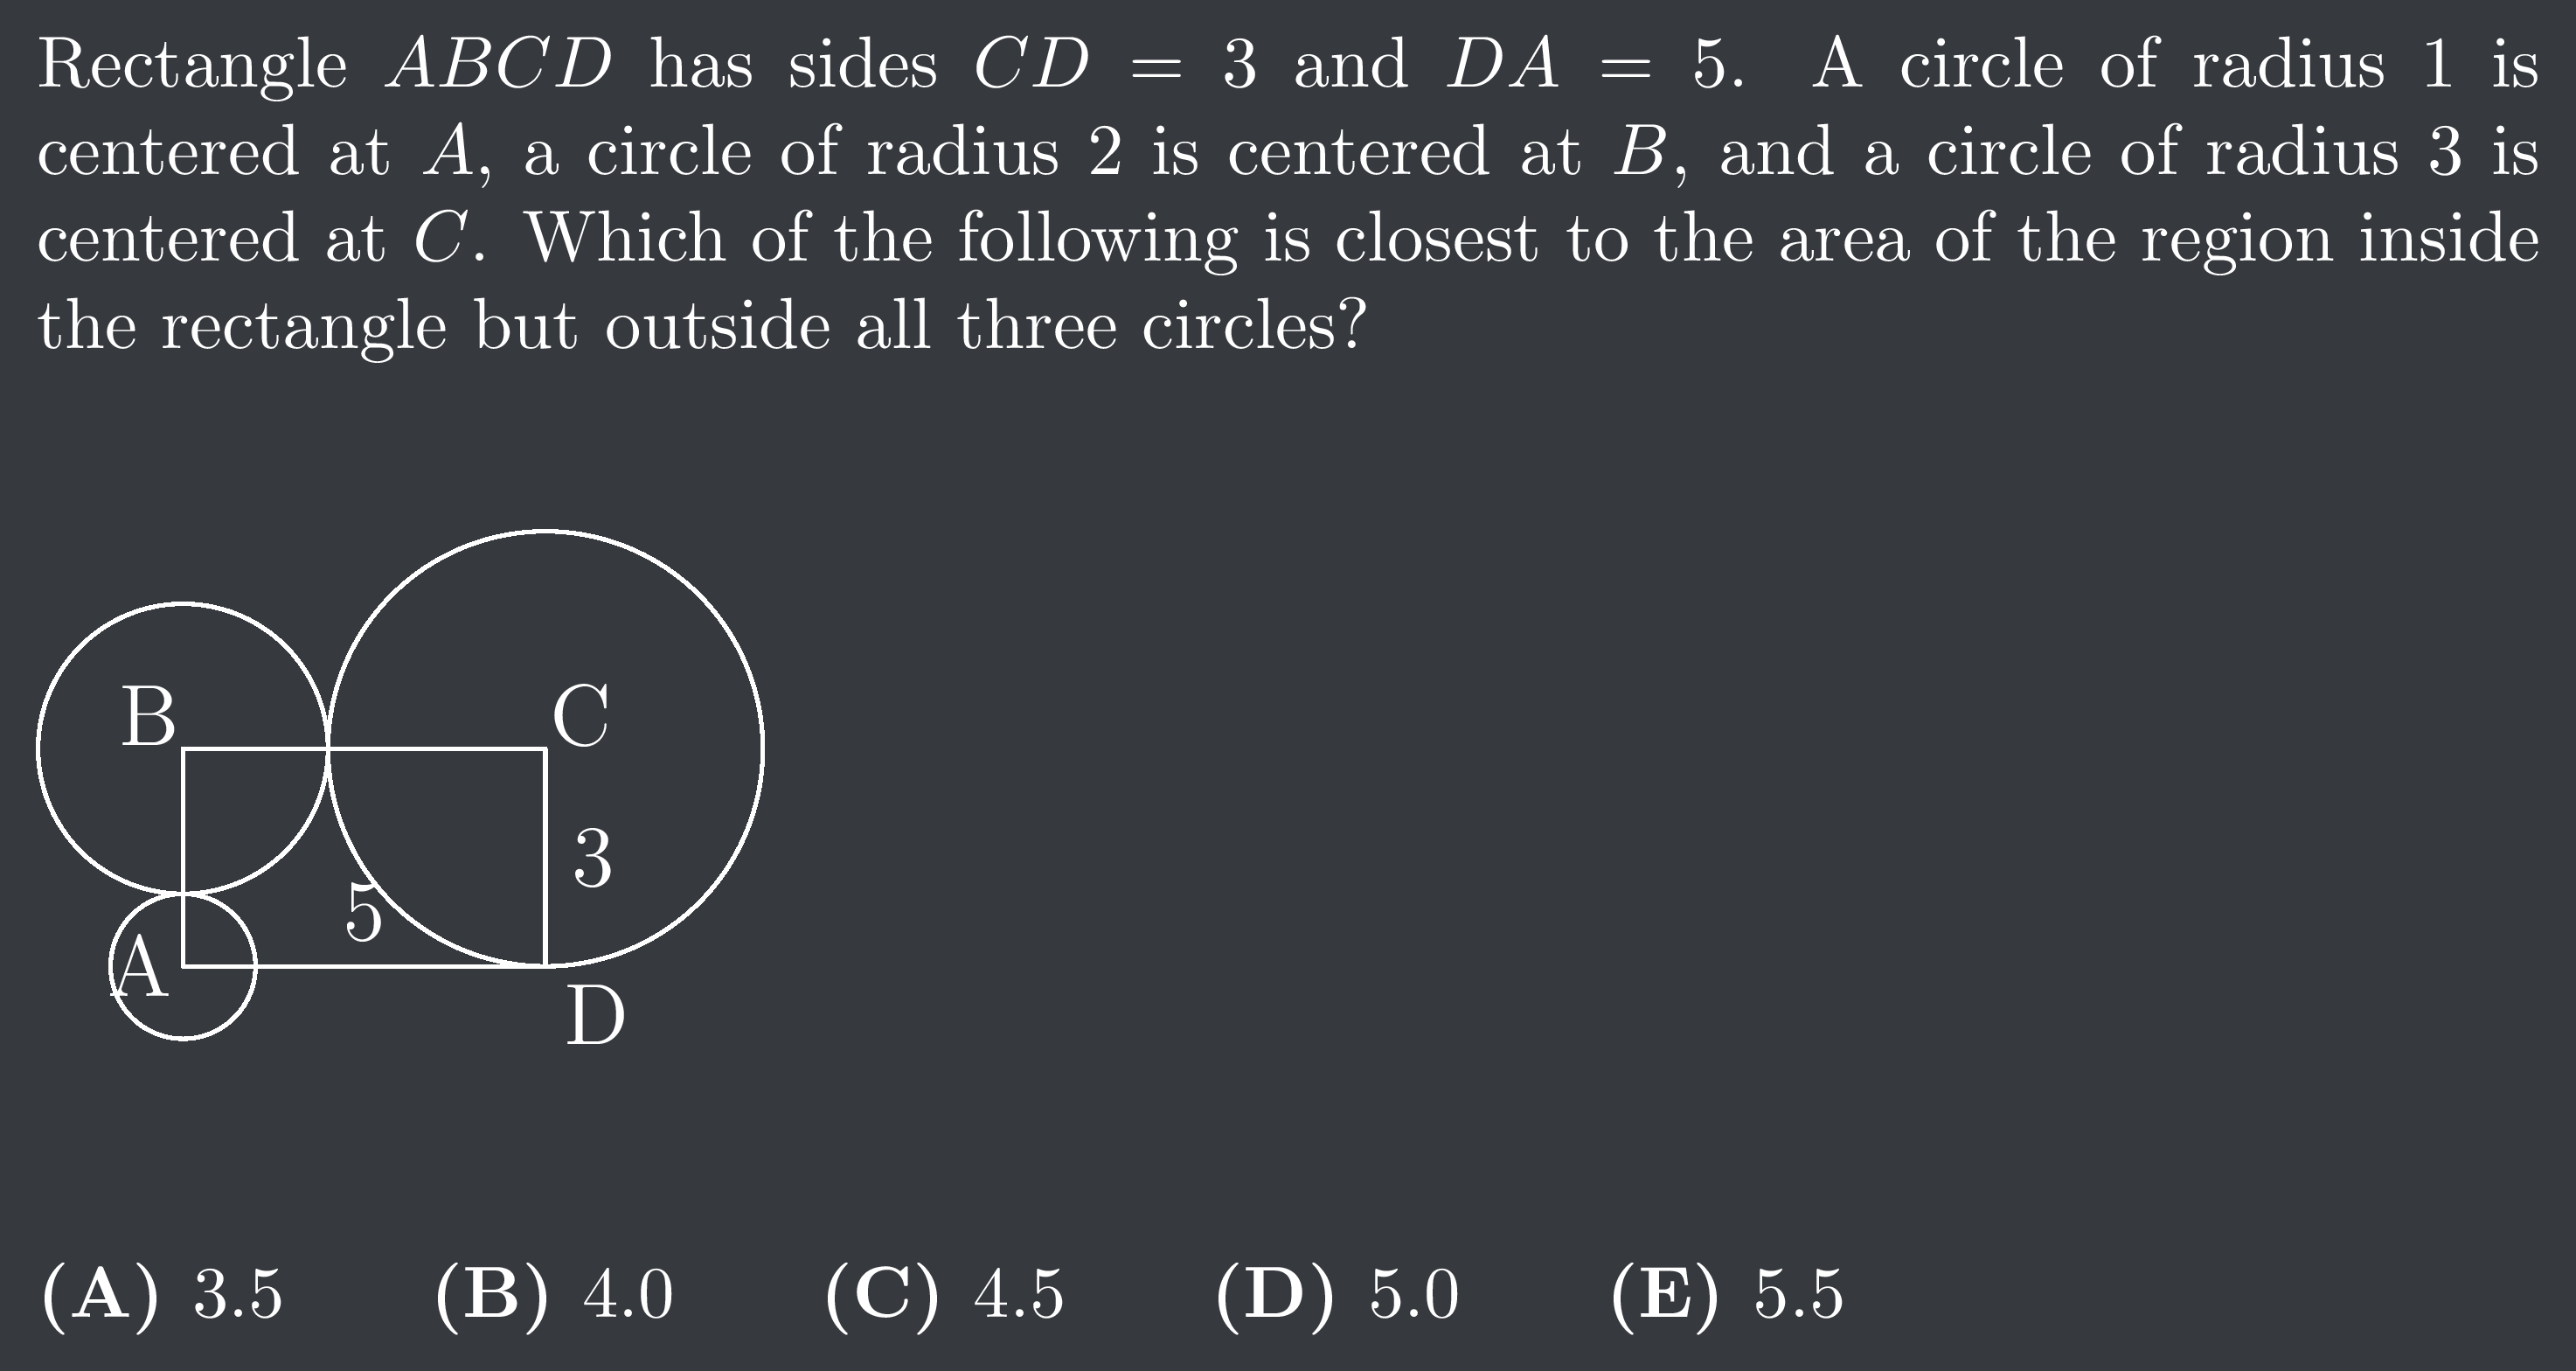 Rectangle ABCD has sides CD = 3 and DA = 5. A circle of radius 1 is
centered at A, a circle of radius 2 is centered at B, and a circle of radius 3 is
centered at C. Which of the following is closest to the area of the region inside
the rectangle but outside all three circles?
B
C
3
5
A
D
(A) 3.5 (B) 4.0 (C) 4.5 (D) 5.0 (E) 5.5